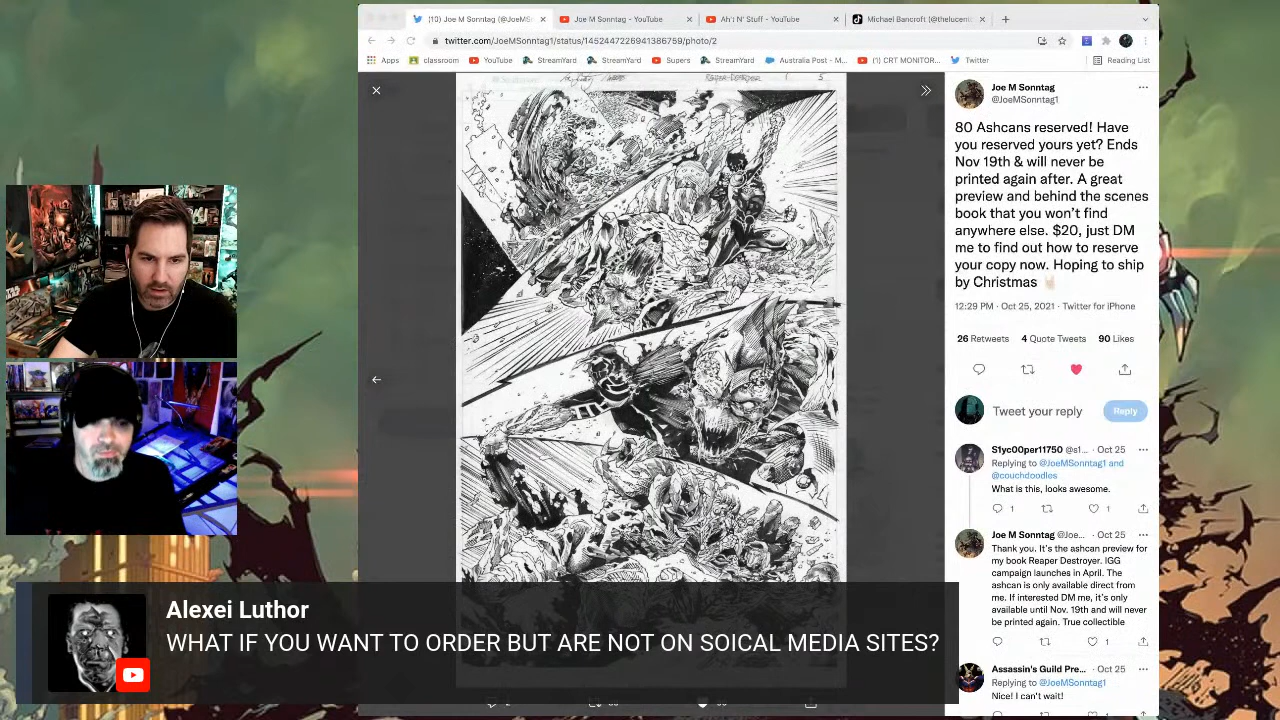 (10) Joe M Sonntag (@JoeMS
Joe M Sonntag - YouTube
Ah't N' Stuff - YouTube
Michael Bancroft (@thelucent
twitter.com/JoeMSonntag1/status/1452447226941386759/photo/2
Apps classroom YouTube StreamYard StreamYard Supers StreamYard Australia Post - M... (1) CRT MONITOR... Twitter Reading List
REAPER DESTROYER 1 5
Joe M Sonntag
@JoeMSonntag1
80 Ashcans reserved! Have
you reserved yours yet? Ends
Nov 19th & will never be
printed again after. A great
preview and behind the scenes
book that you won't find
anywhere else. $20, just DM
me to find out how to reserve
your copy now. Hoping to ship
by Christmas 🤘🏻
12:29 PM · Oct 25, 2021 · Twitter for iPhone
26 Retweets 4 Quote Tweets 90 Likes
Tweet your reply
Reply
S1yc00per11750 @s1... · Oct 25
Replying to @JoeMSonntag1 and
@couchdoodles
What is this, looks awesome.
1 1
Joe M Sonntag @Joe... · Oct 25
Thank you. It's the ashcan preview for
my book Reaper Destroyer. IGG
campaign launches in April. The
ashcan is only available direct from
me. If interested DM me, it's only
available until Nov. 19th and will never
be printed again. True collectible
1
Assassin's Guild Pre... · Oct 25
Replying to @JoeMSonntag1
Nice! I can't wait!
Alexei Luthor
WHAT IF YOU WANT TO ORDER BUT ARE NOT ON SOICAL MEDIA SITES?